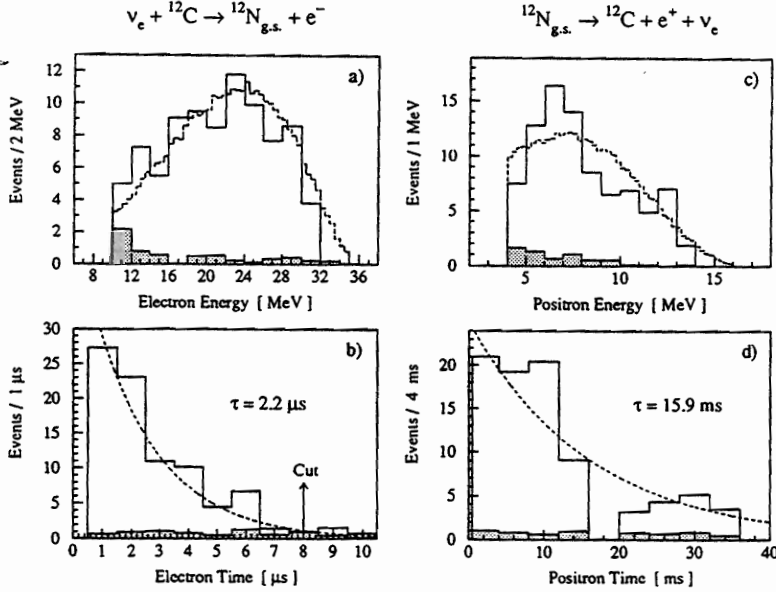 νe + ¹²C → ¹²Ng.s. + e⁻
¹²Ng.s. → ¹²C + e⁺ + νe
a)
Events / 2 MeV
12
10
8
6
4
2
0
8 12 16 20 24 28 32 36
Electron Energy [ MeV ]
c)
Events / 1 MeV
15
10
5
0
5 10 15
Positron Energy [ MeV ]
b)
Events / 1 μs
30
25
20
15
10
5
0
τ = 2.2 μs
Cut
0 1 2 3 4 5 6 7 8 9 10
Electron Time [ μs ]
d)
Events / 4 ms
20
15
10
5
0
τ = 15.9 ms
0 10 20 30 40
Positron Time [ ms ]